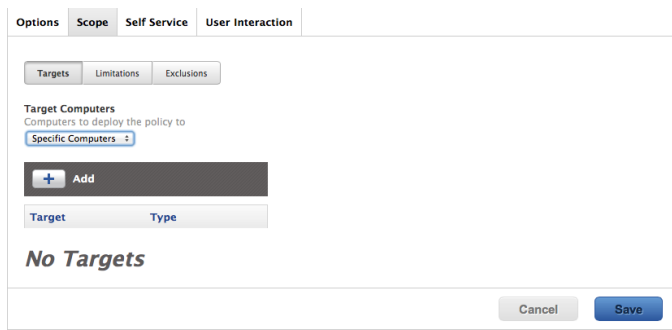 Options Scope Self Service User Interaction
Targets Limitations Exclusions
Target Computers
Computers to deploy the policy to
Specific Computers
+ Add
Target Type
No Targets
Cancel Save